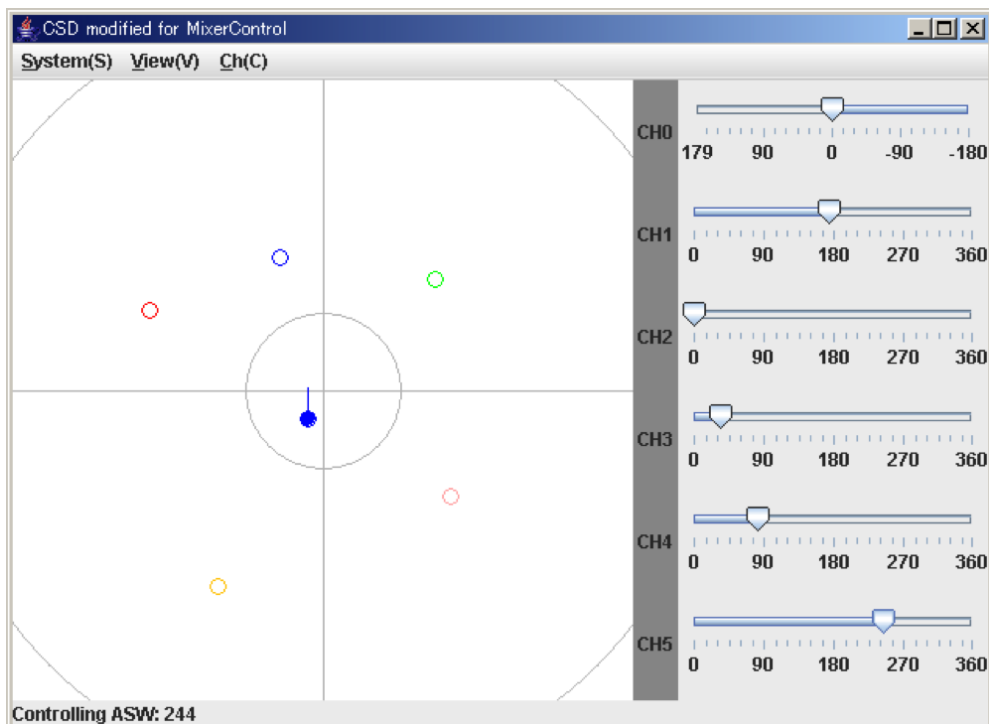 CSD modified for MixerControl
System(S) View(V) Ch(C)
CH0
179 90 0 -90 -180
CH1
0 90 180 270 360
CH2
0 90 180 270 360
CH3
0 90 180 270 360
CH4
0 90 180 270 360
CH5
0 90 180 270 360
Controlling ASW: 244